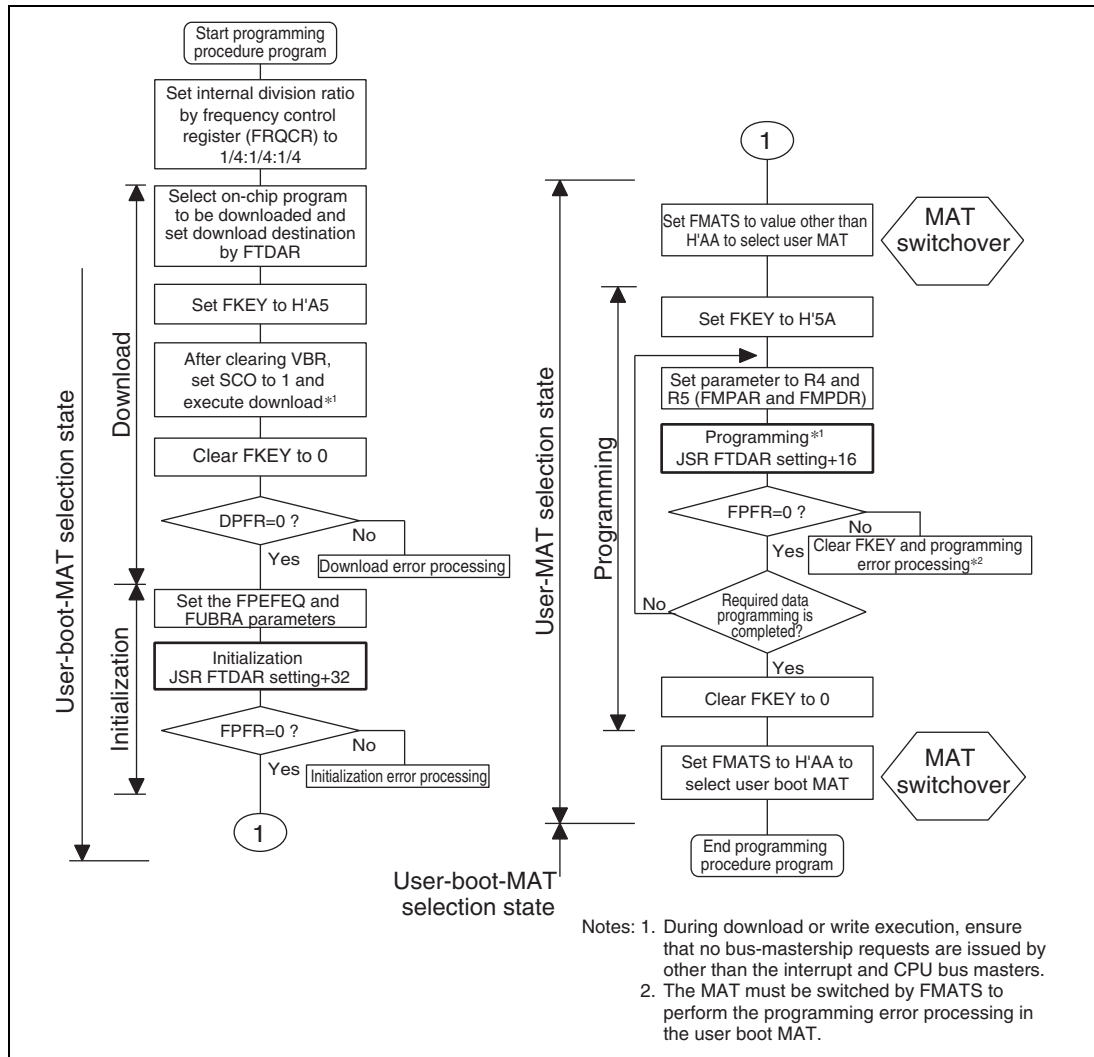 Start programming
procedure program
Set internal division ratio
by frequency control
register (FRQCR) to
1/4:1/4:1/4
Select on-chip program
to be downloaded and
set download destination
by FTDAR
Set FKEY to H'A5
After clearing VBR,
set SCO to 1 and
execute download*1
Clear FKEY to 0
DPFR=0 ?
No
Yes
Download error processing
Set the FPEFEQ and
FUBRA parameters
Initialization
JSR FTDAR setting+32
FPFR=0 ?
No
Yes
Initialization error processing
1
Download
Initialization
User-boot-MAT selection state
1
Set FMATS to value other than
H'AA to select user MAT
MAT
switchover
Set FKEY to H'5A
Set parameter to R4 and
R5 (FMPAR and FMPDR)
Programming*1
JSR FTDAR setting+16
FPFR=0 ?
No
Yes
Clear FKEY and programming
error processing*2
No
Required data
programming is
completed?
Yes
Clear FKEY to 0
Set FMATS to H'AA to
select user boot MAT
MAT
switchover
End programming
procedure program
Programming
User-MAT selection state
User-boot-MAT
selection state
Notes: 1. During download or write execution, ensure
that no bus-mastership requests are issued by
other than the interrupt and CPU bus masters.
2. The MAT must be switched by FMATS to
perform the programming error processing in
the user boot MAT.